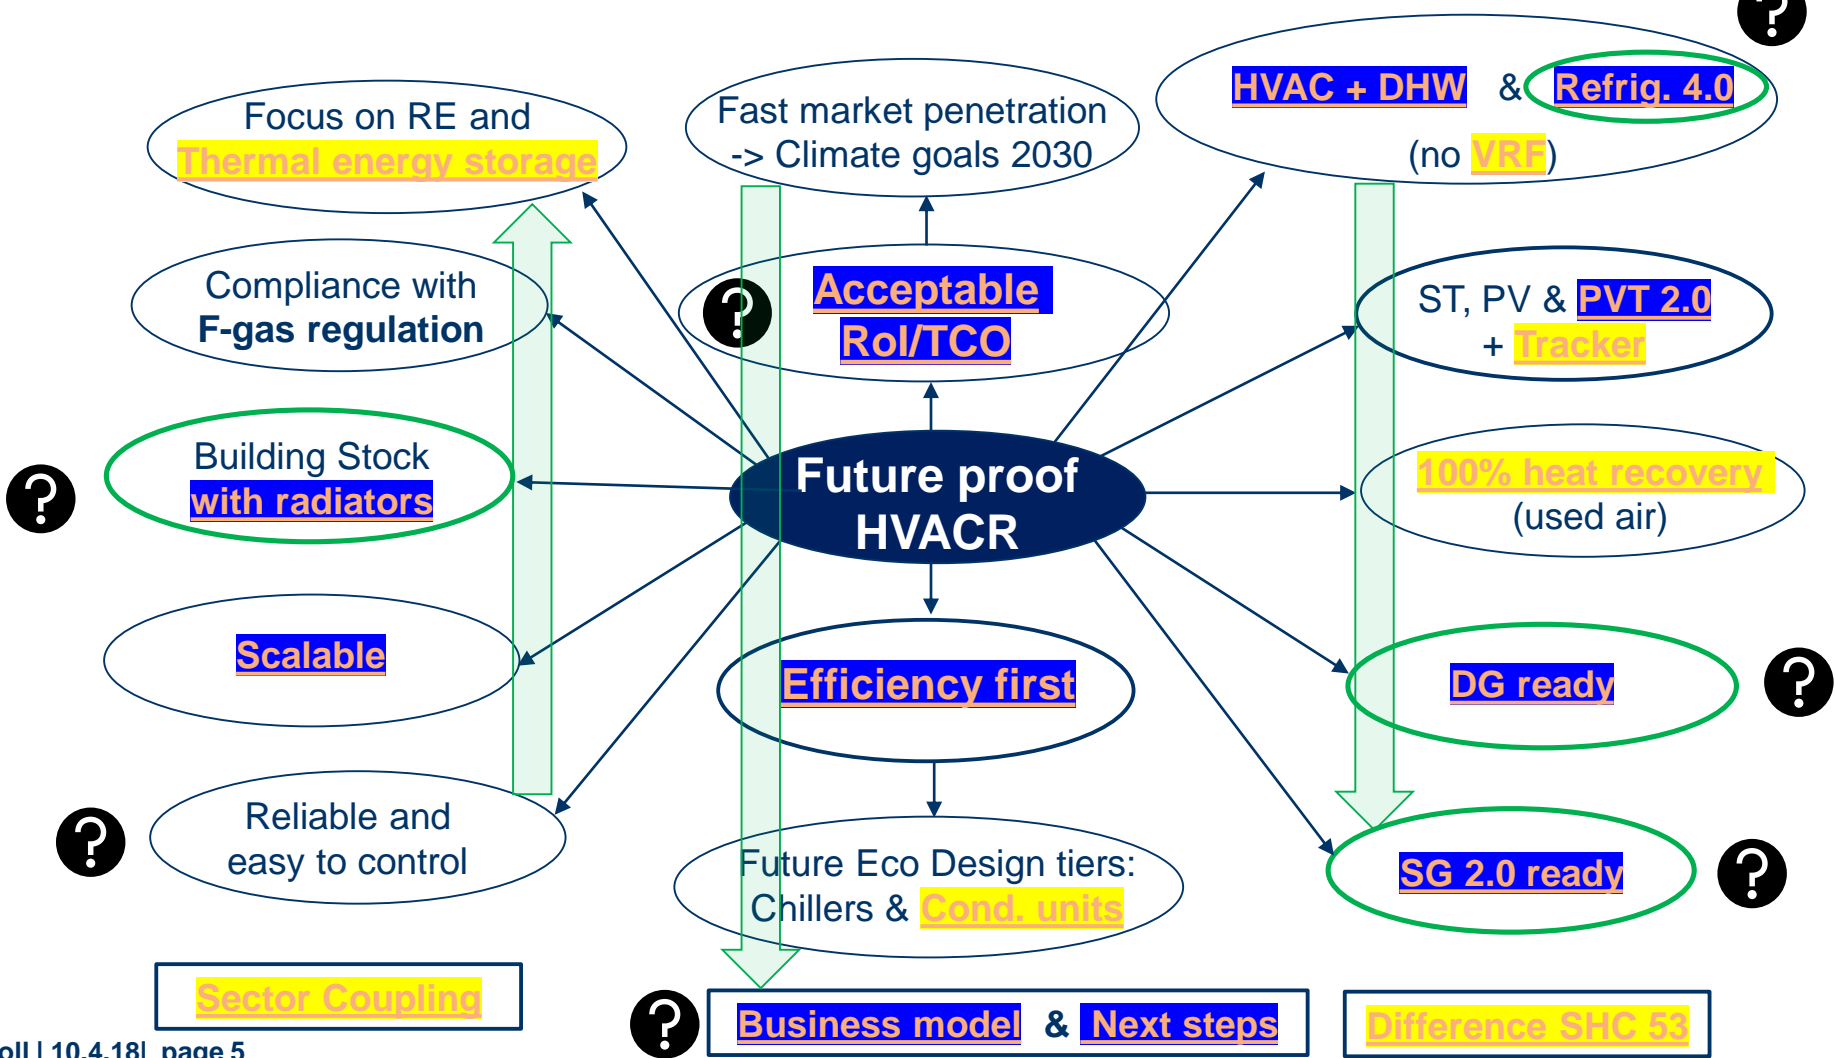 Focus on RE and
Thermal energy storage
Fast market penetration
-> Climate goals 2030
HVAC + DHW & Refrig. 4.0
(no VRF)
Compliance with
F-gas regulation
Acceptable
RoI/TCO
ST, PV & PVT 2.0
+ Tracker
Building Stock
with radiators
Future proof
HVACR
100% heat recovery
(used air)
Scalable
Efficiency first
DG ready
Reliable and
easy to control
Future Eco Design tiers:
Chillers & Cond. units
SG 2.0 ready
Sector Coupling
Business model & Next steps
Difference SHC 53
| 10.4.18| page 5